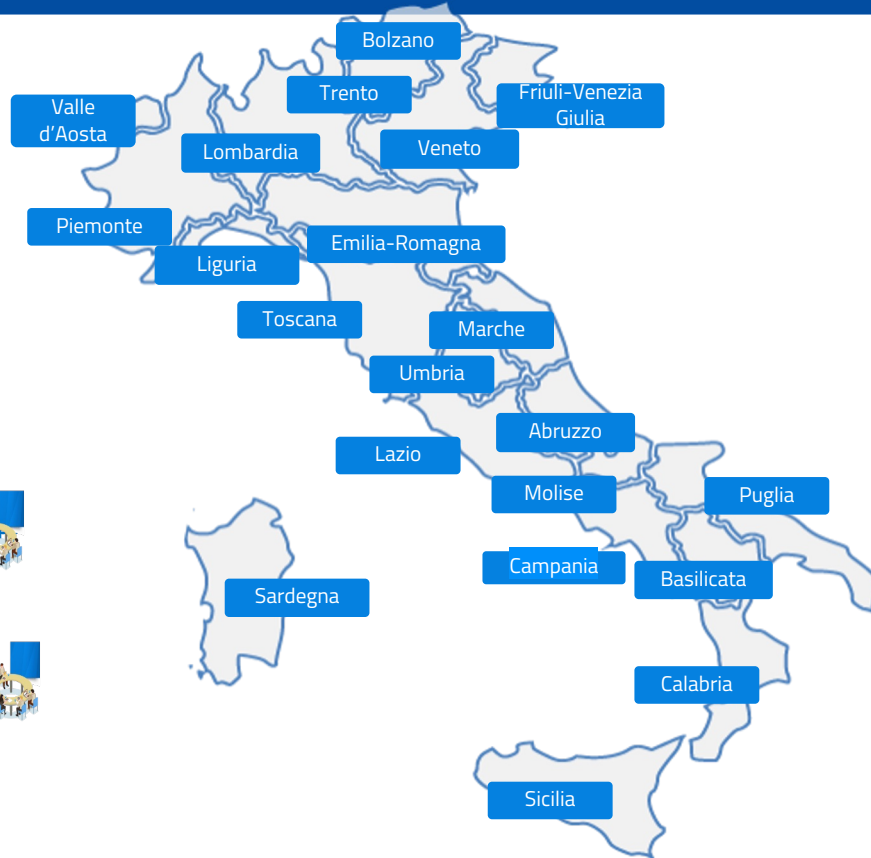 Bolzano
Trento
Friuli-Venezia
Giulia
Valle
d'Aosta
Lombardia
Veneto
Piemonte
Emilia-Romagna
Liguria
Toscana
Marche
Umbria
Abruzzo
Lazio
Molise
Puglia
Campania
Basilicata
Sardegna
Calabria
Sicilia